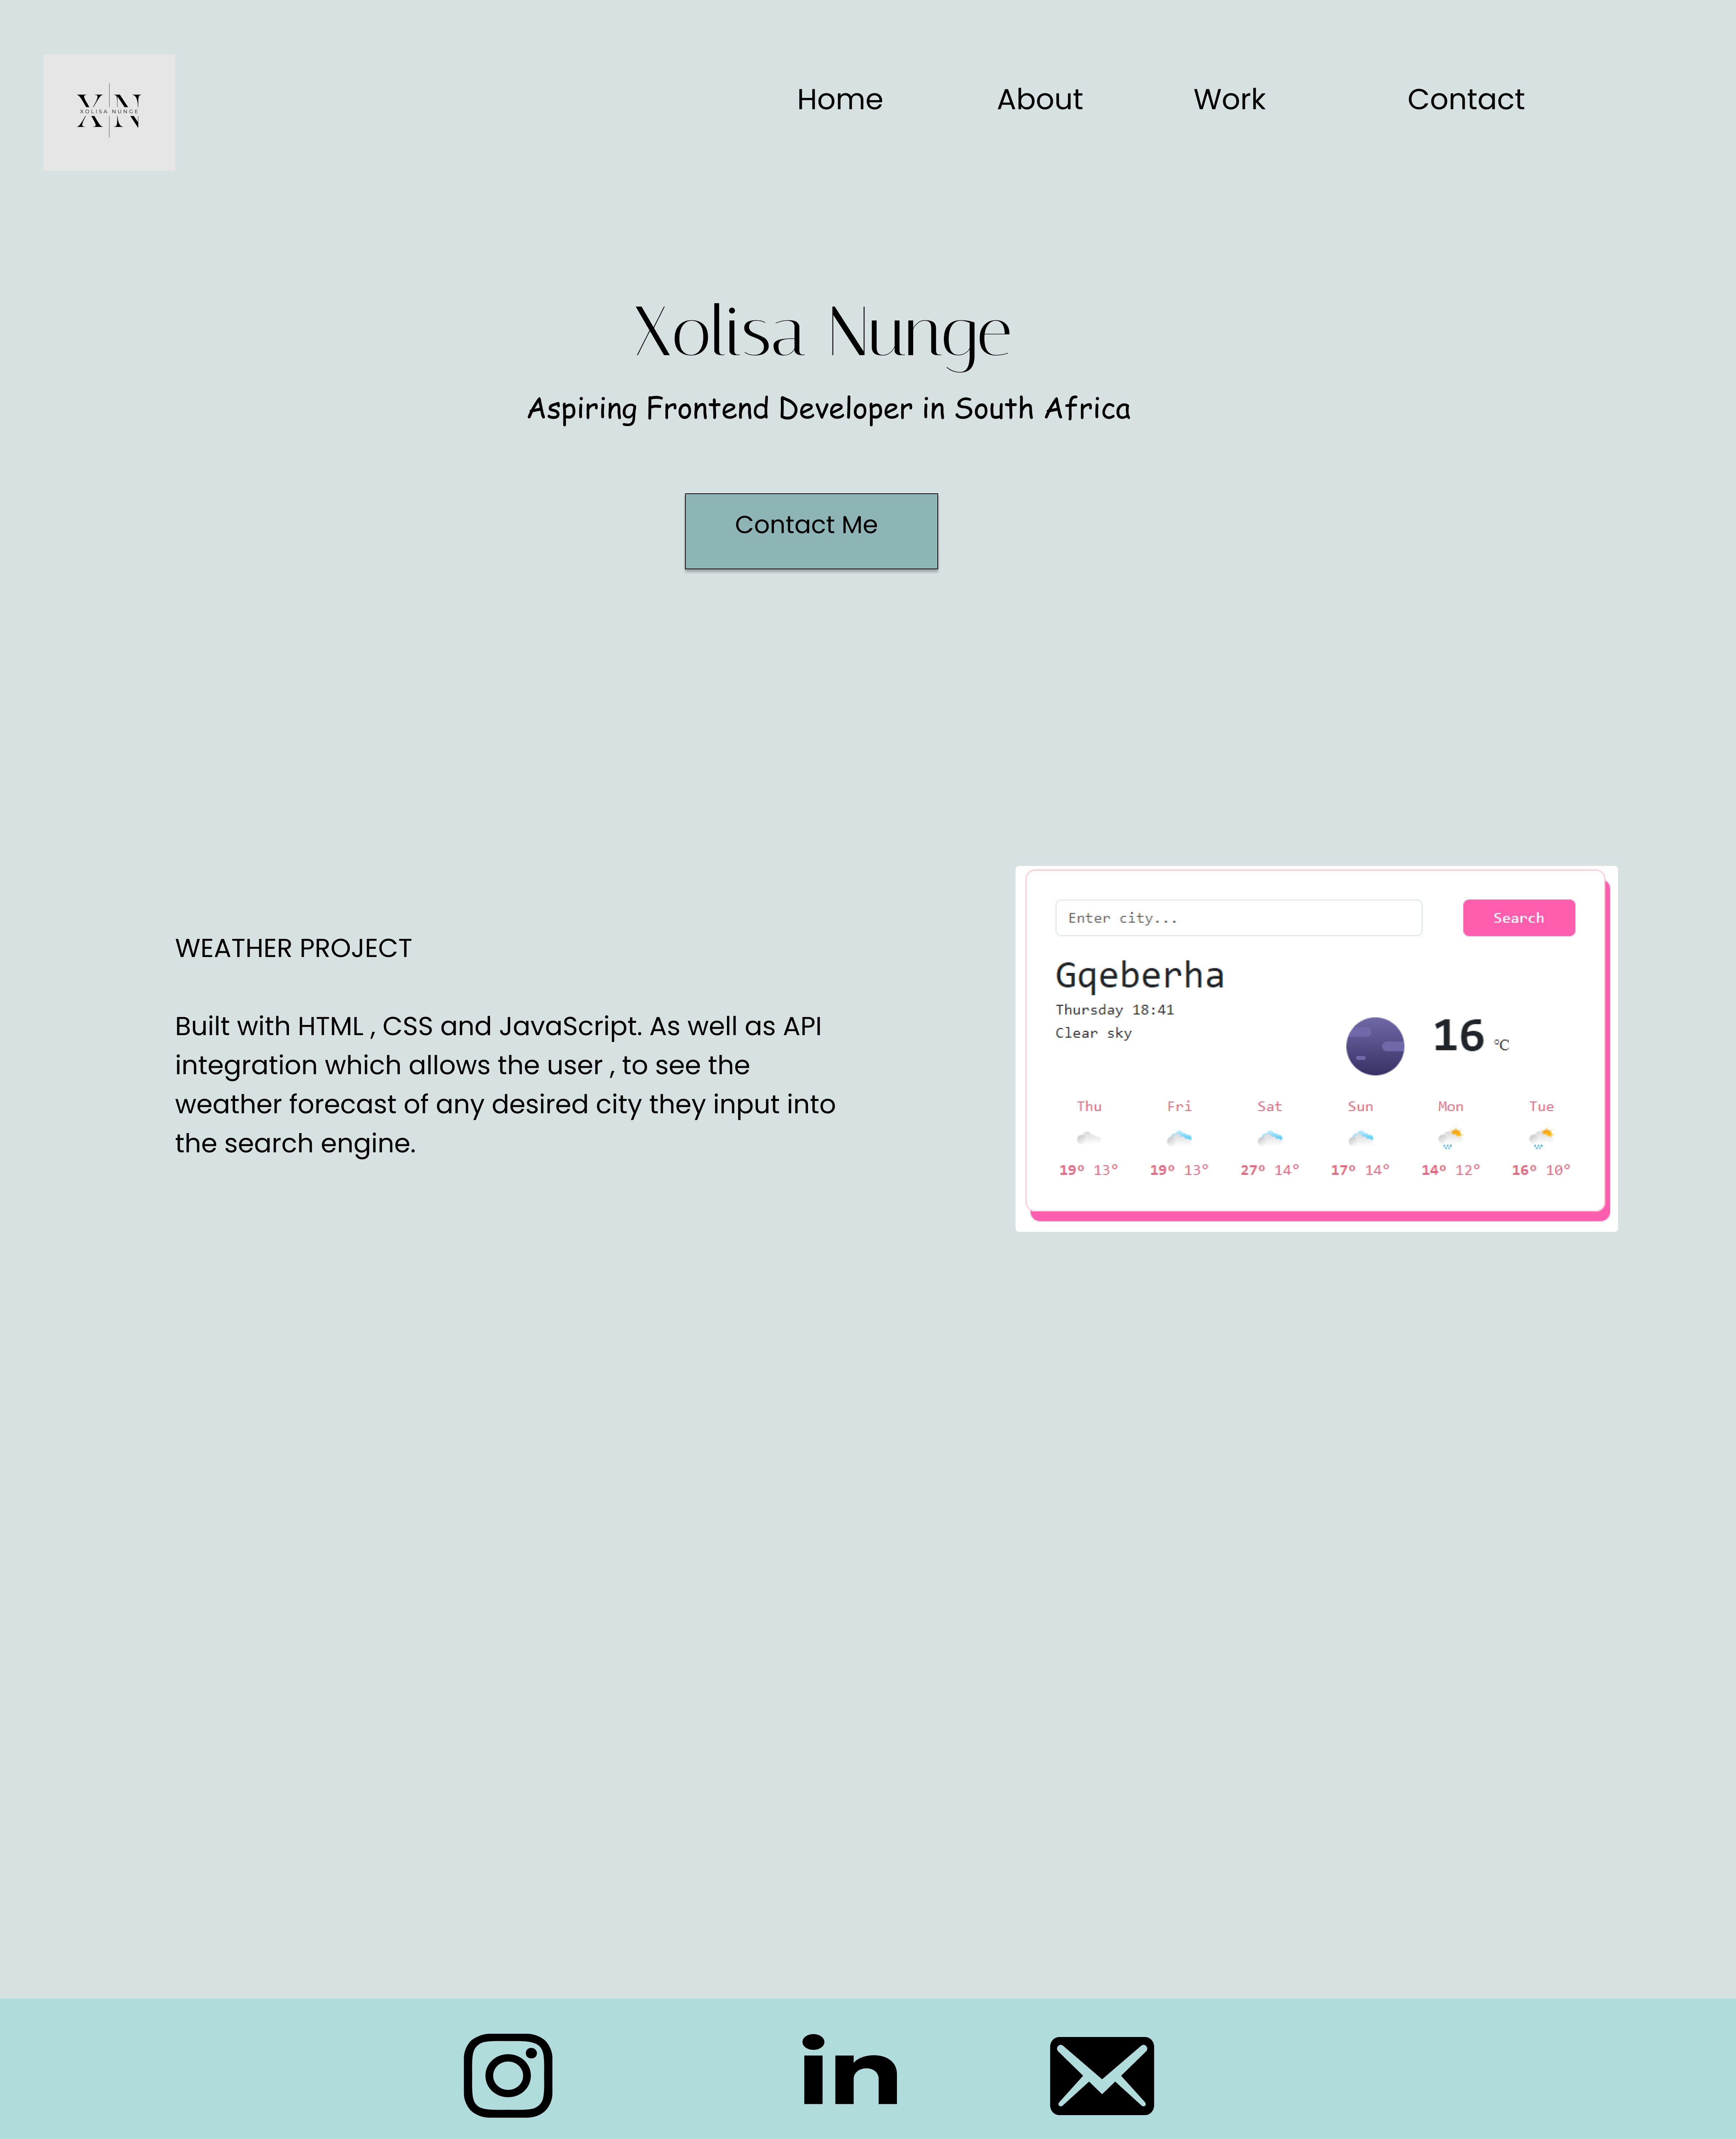 X N
XOLISA NUNGE
Home About Work Contact
Xolisa Nunge
Aspiring Frontend Developer in South Africa
Contact Me
WEATHER PROJECT
Built with HTML , CSS and JavaScript. As well as API
integration which allows the user , to see the
weather forecast of any desired city they input into
the search engine.
Enter city... Search
Gqeberha
Thursday 18:41
Clear sky
16 °C
Thu Fri Sat Sun Mon Tue
19° 13° 19° 13° 27° 14° 17° 14° 14° 12° 16° 10°
in